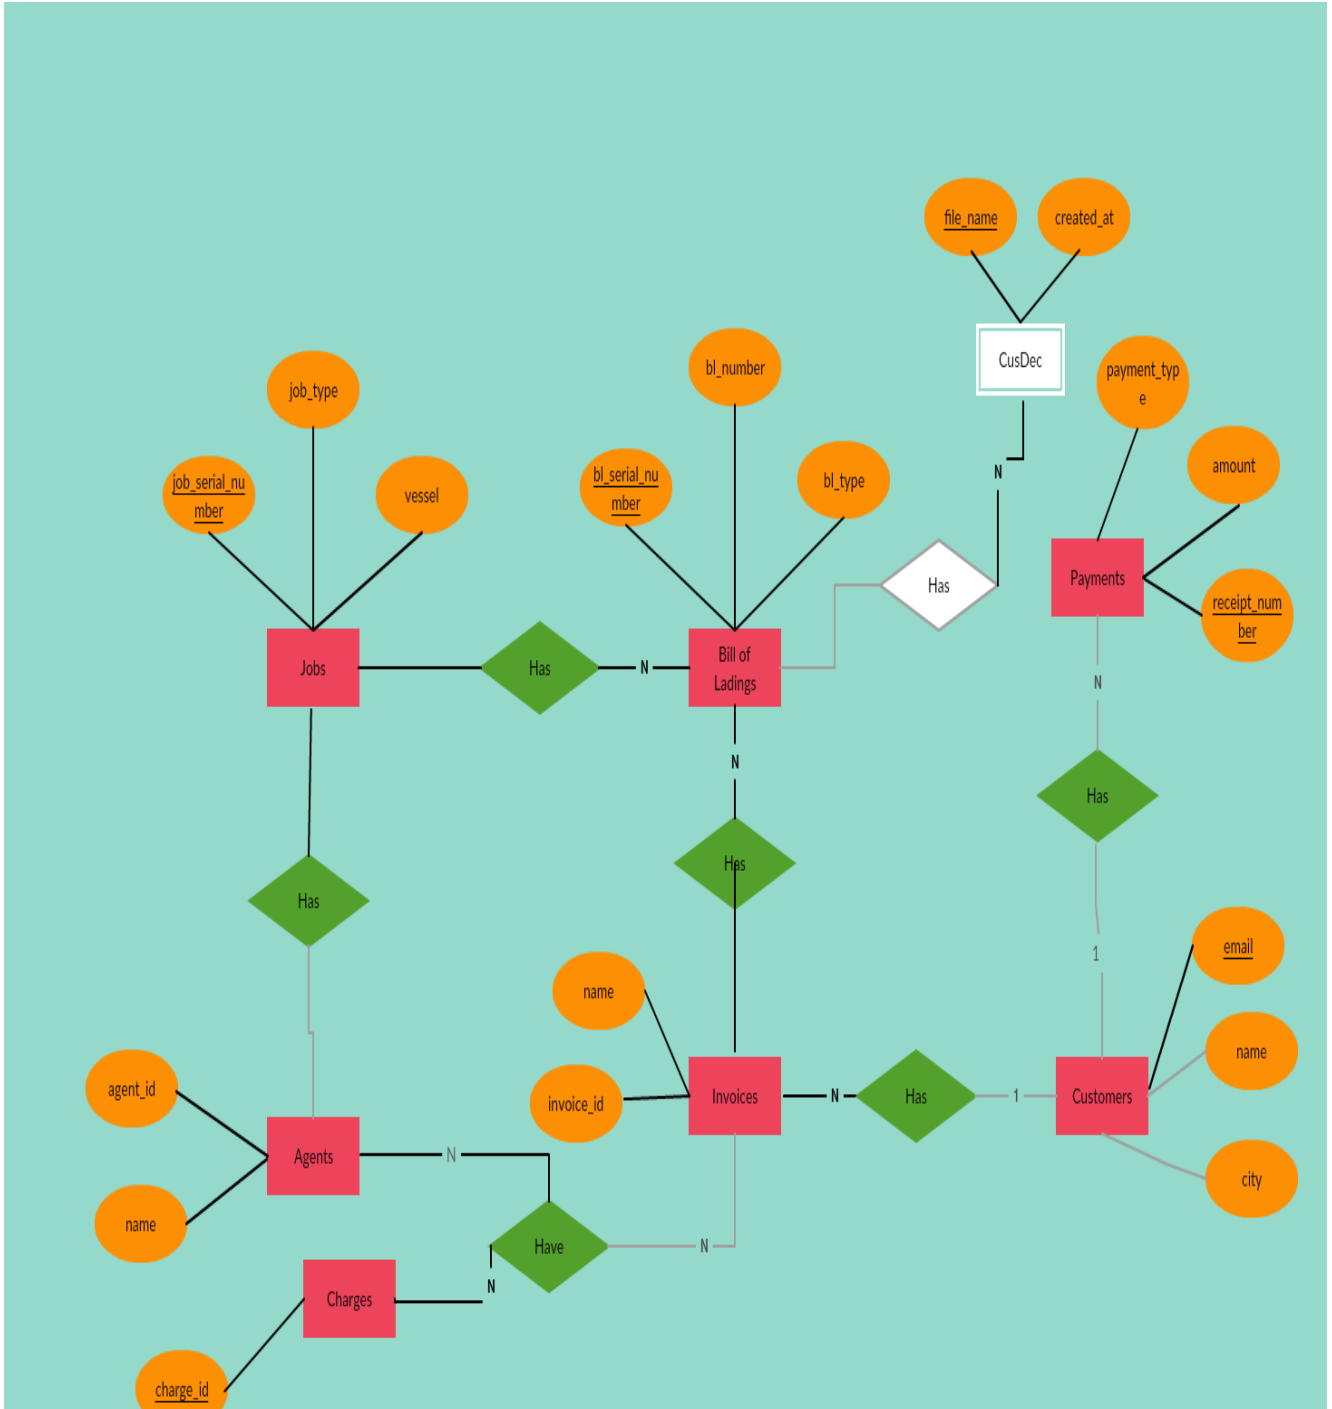 file_name
created_at
CusDec
bl_number
payment_typ
e
job_type
amount
bl_serial_nu
mber
bl_type
job_serial_nu
mber
vessel
N
Has
Payments
receipt_num
ber
Jobs
Has
N
Bill of
Ladings
N
N
Has
Has
Has
email
1
name
name
agent_id
invoice_id
Invoices
N
Has
1
Customers
Agents
N
city
name
Have
N
N
Charges
charge_id